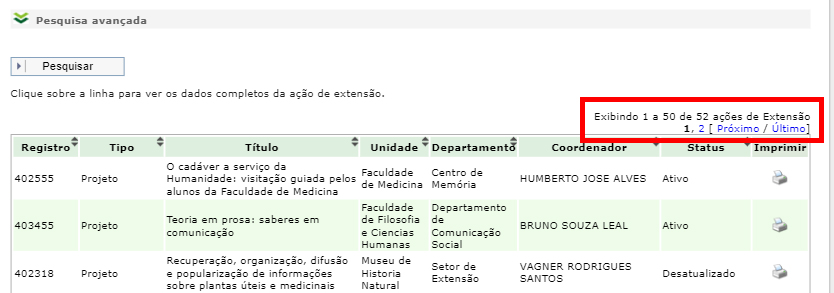 Pesquisa avançada
Pesquisar
Clique sobre a linha para ver os dados completos da ação de extensão.
Exibindo 1 a 50 de 52 ações de Extensão
1, 2 [ Próximo / Último]
Registro Tipo Título Unidade Departamento Coordenador Status Imprimir
402555 Projeto O cadáver a serviço da Humanidade: visitação guiada pelos alunos da Faculdade de Medicina Faculdade de Medicina Centro de Memória HUMBERTO JOSE ALVES Ativo
403455 Projeto Teoria em prosa: saberes em comunicação Faculdade de Filosofia e Ciencias Humanas Departamento de Comunicação Social BRUNO SOUZA LEAL Ativo
402318 Projeto Recuperação, organização, difusão e popularização de informações sobre plantas úteis e medicinais Museu de Historia Natural Setor de Extensão VAGNER RODRIGUES SANTOS Desatualizado